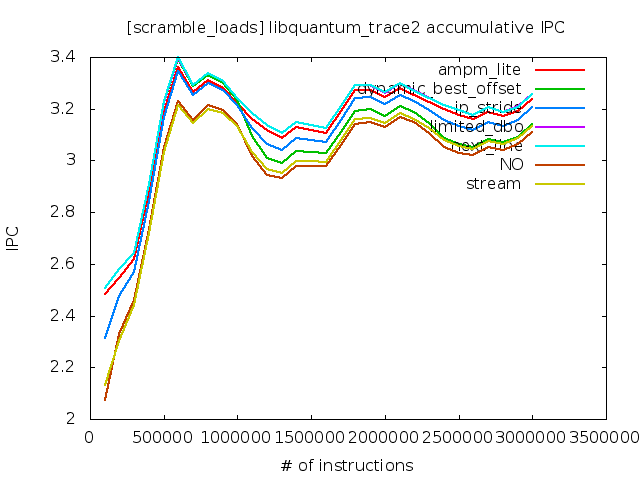 [scramble_loads] libquantum_trace2 accumulative IPC
3.4
3.2
3
2.8
2.6
2.4
2.2
2
IPC
ampm_lite
dynamic_best_offset
ip_stride
limited_dbo
next_line
NO
stream
0 500000 1000000 1500000 2000000 2500000 3000000 3500000
# of instructions